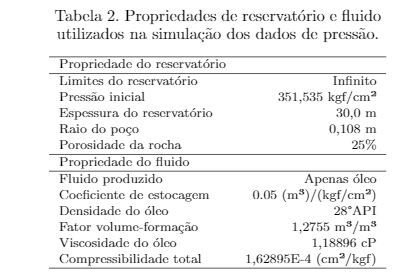 Tabela 2. Propriedades de reservatório e fluido
utilizados na simulação dos dados de pressão.
Propriedade do reservatório
Limites do reservatório Infinito
Pressão inicial 351,535 kgf/cm²
Espessura do reservatório 30,0 m
Raio do poço 0,108 m
Porosidade da rocha 25%
Propriedade do fluido
Fluido produzido Apenas óleo
Coeficiente de estocagem 0.05 (m³)/(kgf/cm²)
Densidade do óleo 28°API
Fator volume-formação 1,2755 m³/m³
Viscosidade do óleo 1,18896 cP
Compressibilidade total 1,62895E-4 (cm²/kgf)